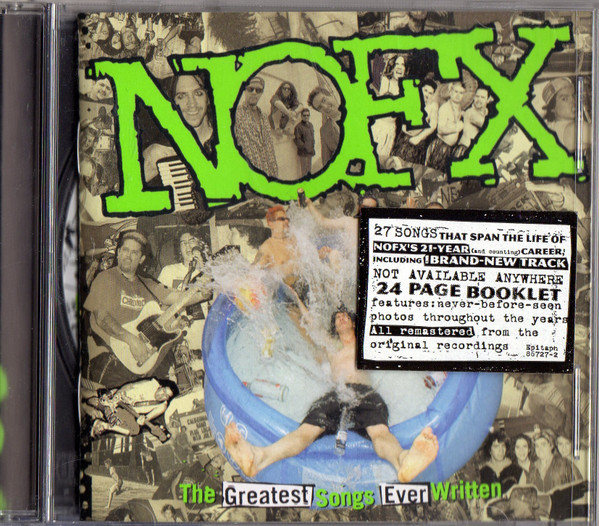 NOFX
27 SONGS THAT SPAN THE LIFE OF
NOFX'S 21-YEAR (and counting) CAREER,
INCLUDING 1 BRAND-NEW TRACK
NOT AVAILABLE ANYWHERE
24 PAGE BOOKLET
features:never-before-seen
photos throughout the years
All remastered from the
original recordings
Epitaph
86727-2
The Greatest Songs Ever Written